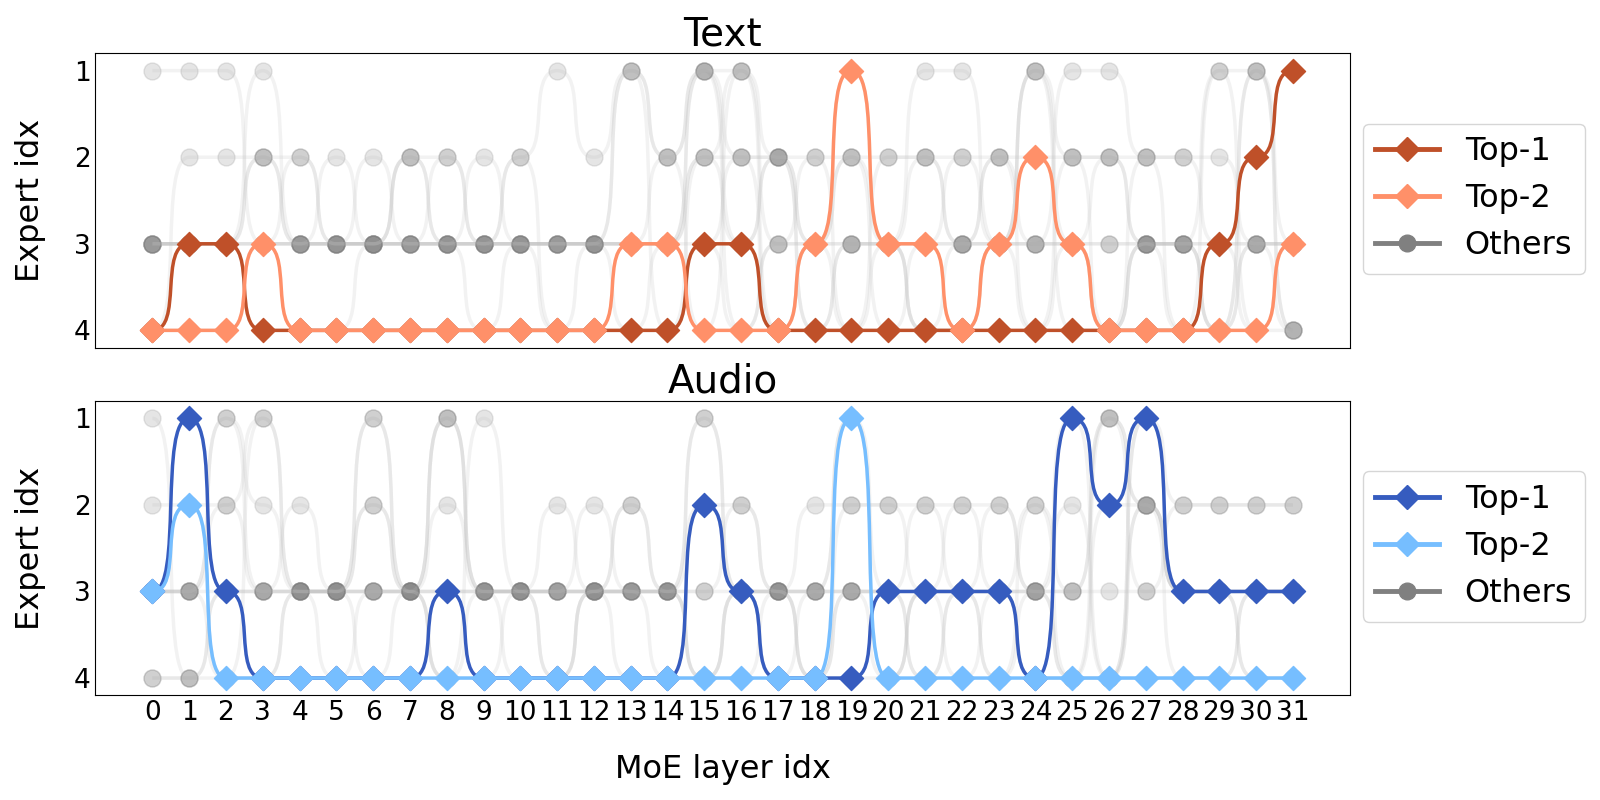 Text
Expert idx
1
2
3
4
Top-1
Top-2
Others
Audio
Expert idx
1
2
3
4
Top-1
Top-2
Others
0 1 2 3 4 5 6 7 8 9 10 11 12 13 14 15 16 17 18 19 20 21 22 23 24 25 26 27 28 29 30 31
MoE layer idx